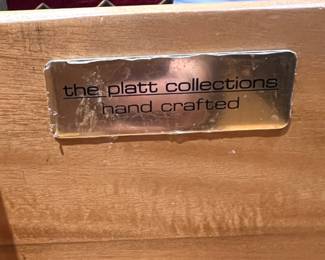 the platt collections
hand crafted